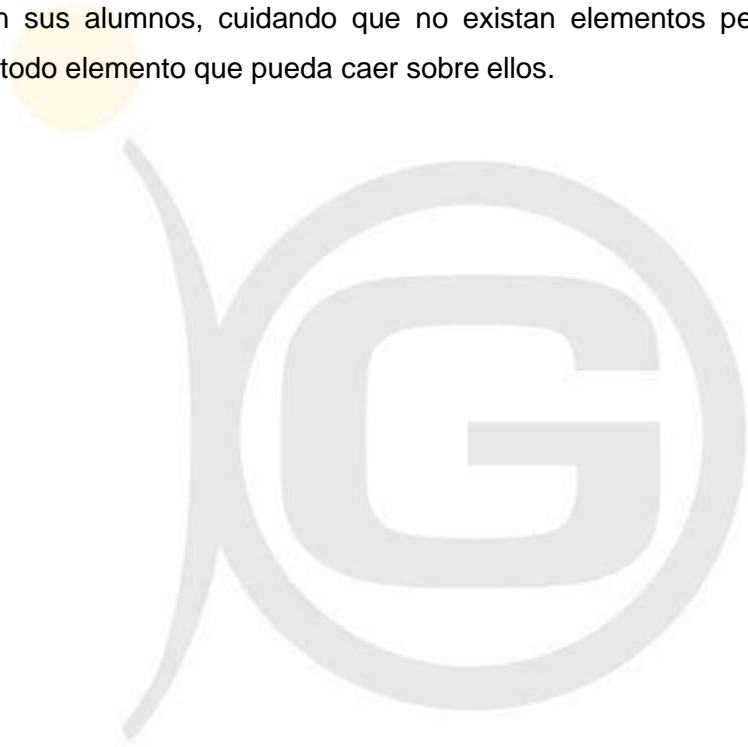 sus alumnos, cuidando que no existan elementos
todo elemento que pueda caer sobre ellos.
G